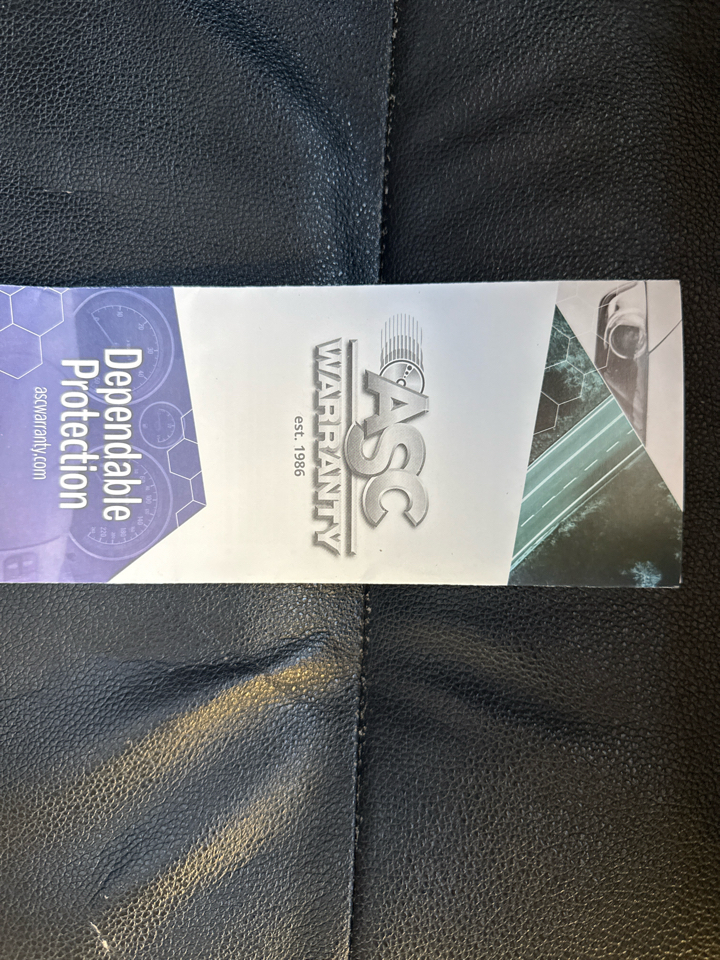 ASC
WARRANTY
est. 1986
Dependable
Protection
ascwarranty.com